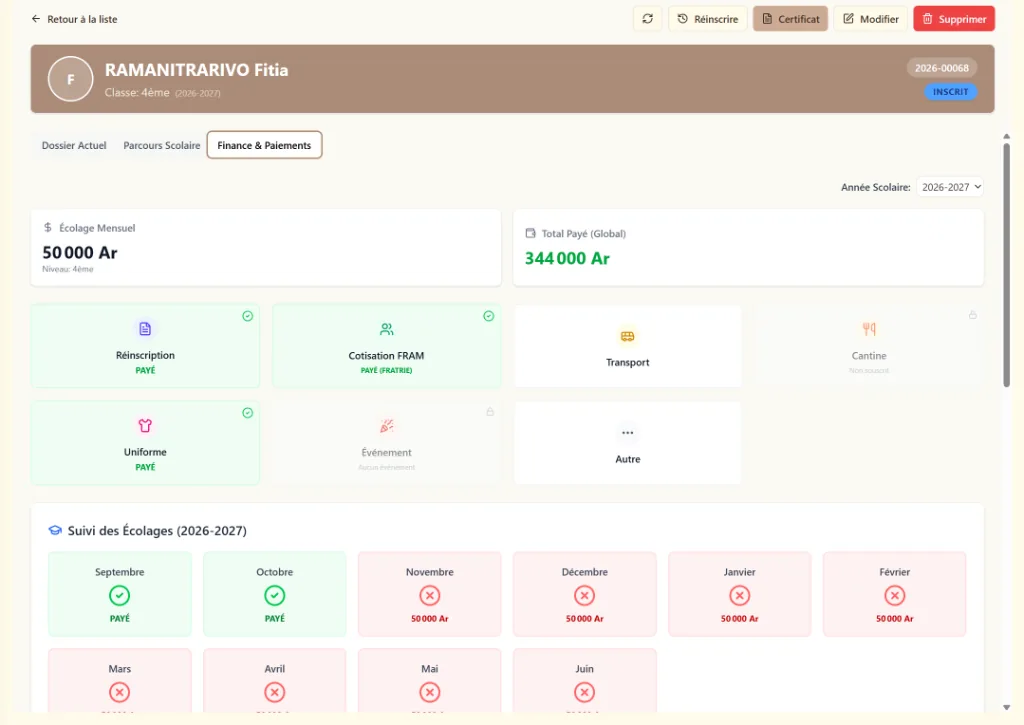 Retour à la liste
Réinscrire
Certificat
Modifier
Supprimer
F
RAMANITRARIVO Fitia
Classe: 4ème (2026-2027)
2026-00068
INSCRIT
Dossier Actuel
Parcours Scolaire
Finance & Paiements
Année Scolaire: 2026-2027
Écolage Mensuel
50 000 Ar
Niveau: 4ème
Total Payé (Global)
344 000 Ar
Réinscription
PAYÉ
Cotisation FRAM
PAYÉ (FRATRIE)
Transport
Cantine
Non souscrit
Uniforme
PAYÉ
Événement
Aucun événement
Autre
Suivi des Écolages (2026-2027)
Septembre
PAYÉ
Octobre
PAYÉ
Novembre
50 000 Ar
Décembre
50 000 Ar
Janvier
50 000 Ar
Février
50 000 Ar
Mars
Avril
Mai
Juin